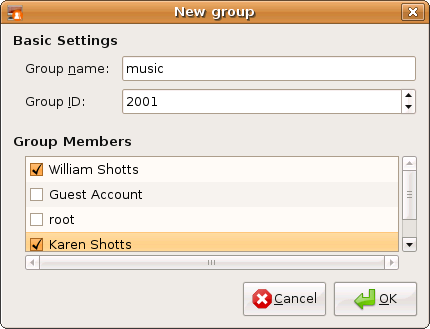 New group
Basic Settings
Group name: music
Group ID: 2001
Group Members
William Shotts
Guest Account
root
Karen Shotts
Cancel OK